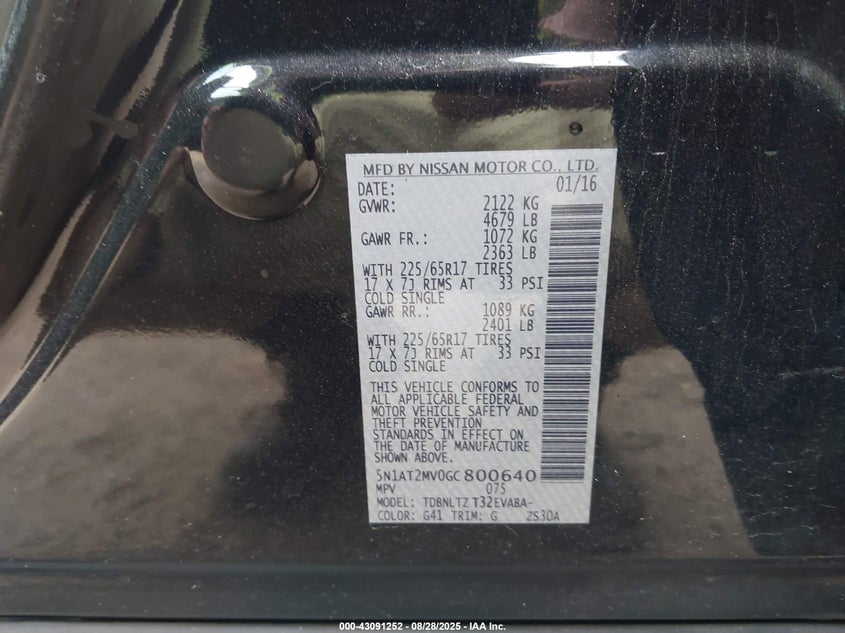 MFD BY NISSAN MOTOR CO., LTD.
DATE: 01/16
GVWR: 2122 KG
4679 LB
GAWR FR.: 1072 KG
2363 LB
WITH 225/65R17 TIRES
17 X 7J RIMS AT 33 PSI
COLD SINGLE
GAWR RR.: 1089 KG
2401 LB
WITH 225/65R17 TIRES
17 X 7J RIMS AT 33 PSI
COLD SINGLE
THIS VEHICLE CONFORMS TO
ALL APPLICABLE FEDERAL
MOTOR VEHICLE SAFETY AND
THEFT PREVENTION
STANDARDS IN EFFECT ON
THE DATE OF MANUFACTURE
SHOWN ABOVE.
5N1AT2MV0GC800640
MPV 075
MODEL: TDBNLTZ T32EVABA-
COLOR: G41 TRIM: G ZS30A
000-43091252 - 08/28/2025 - IAA Inc.